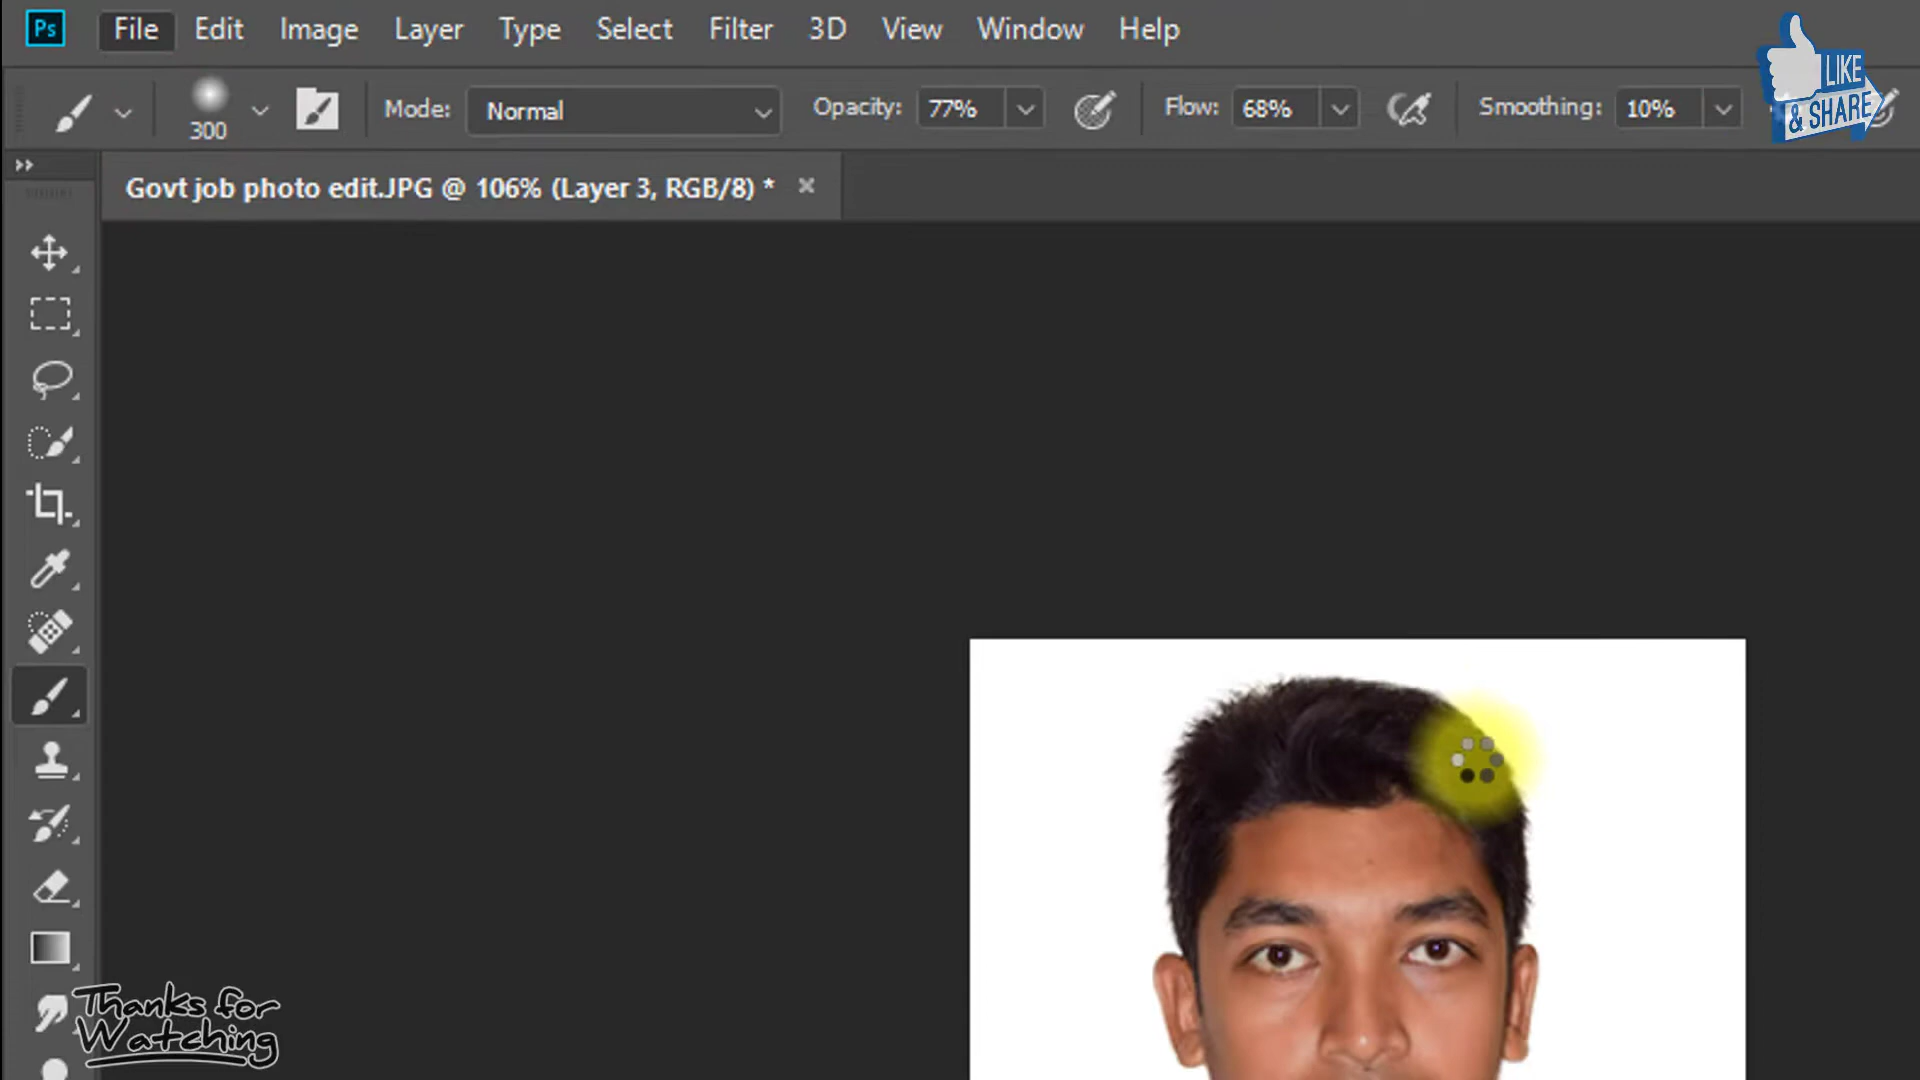 Ps File Edit Image Layer Type Select Filter 3D View Window Help
300 Mode: Normal Opacity: 77% Flow: 68% Smoothing: 10%
LIKE
& SHARE
Govt job photo edit.JPG @ 106% (Layer 3, RGB/8) *
Thanks for
Watching